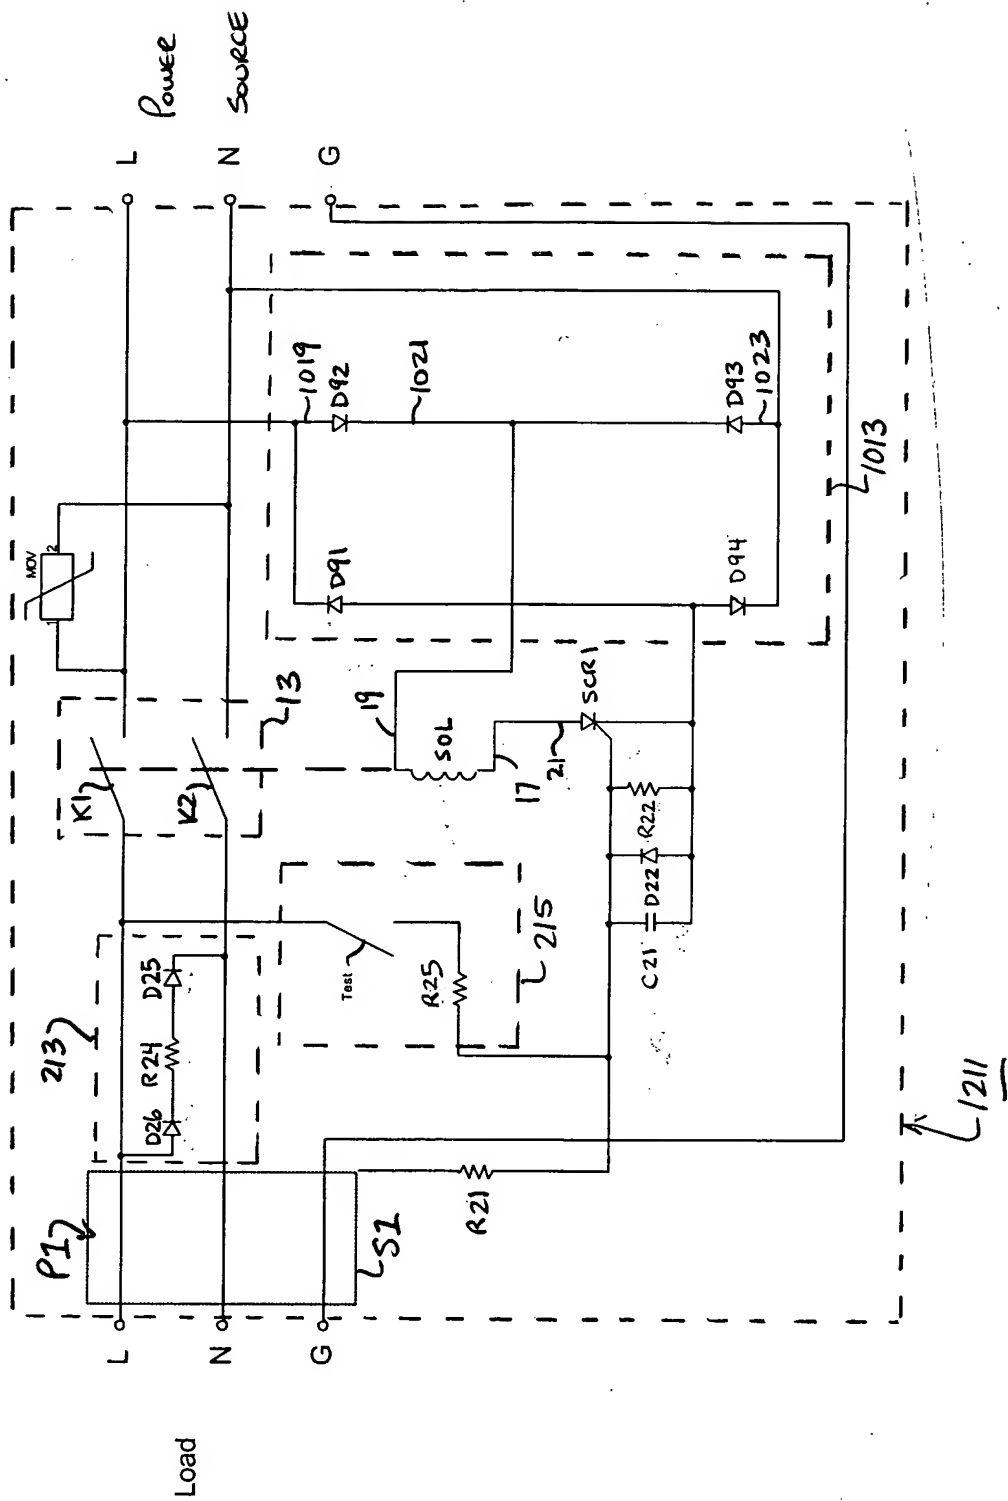 Power
SOURCE
L
N
G
MOV
1
2
K1
K2
13
1019
D92
1021
D91
D93
1023
D94
1013
19
SOL
17
21
SCR1
R22
D22
C21
213
D25
R24
D26
Test
R25
215
P1
S1
R21
L
N
G
Load
1211